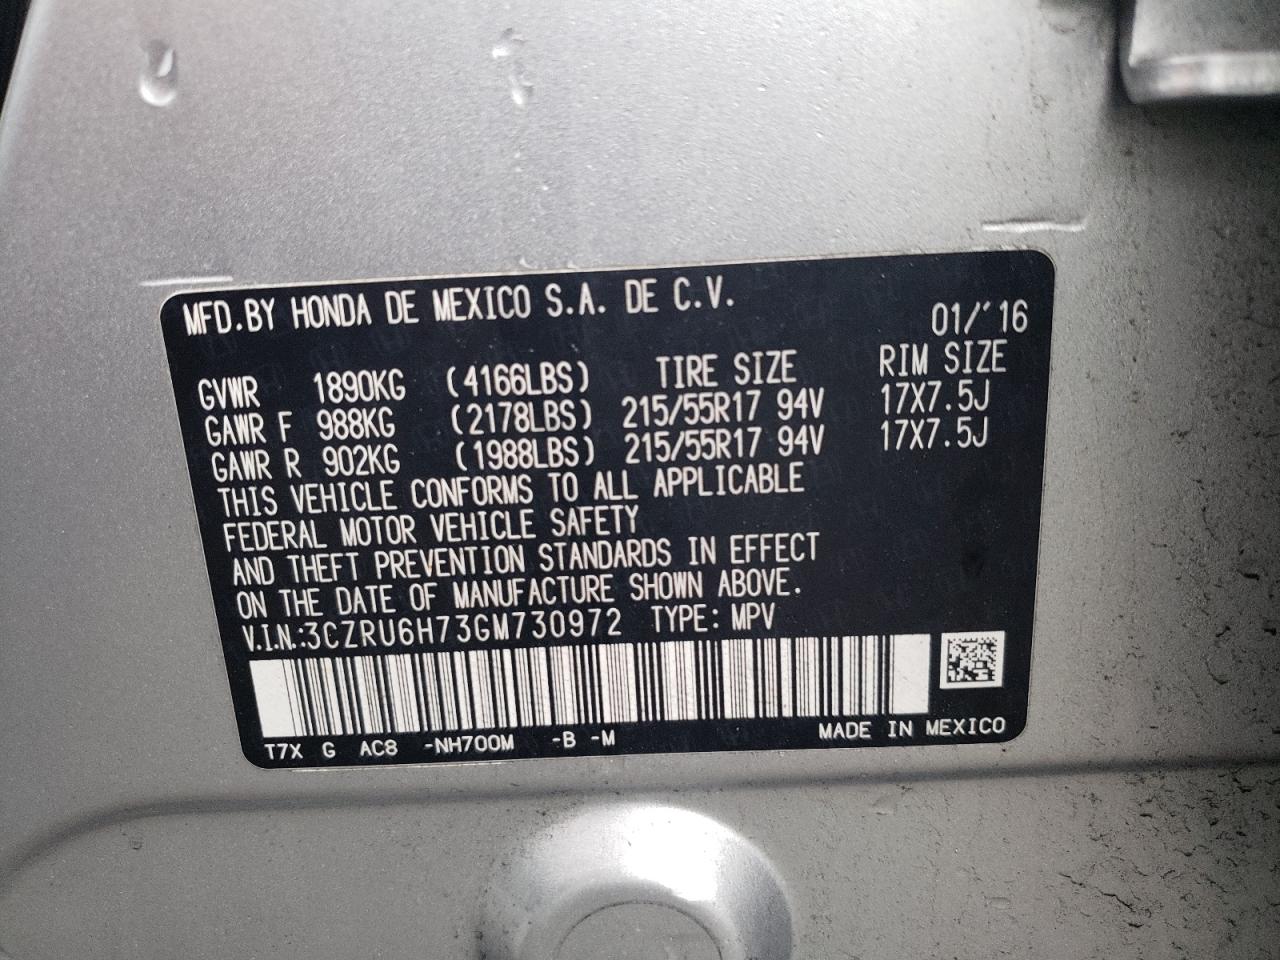 MFD.BY HONDA DE MEXICO S.A. DE C.V.
01/'16
GVWR 1890KG (4166LBS) TIRE SIZE RIM SIZE
GAWR F 988KG (2178LBS) 215/55R17 94V 17X7.5J
GAWR R 902KG (1988LBS) 215/55R17 94V 17X7.5J
THIS VEHICLE CONFORMS TO ALL APPLICABLE
FEDERAL MOTOR VEHICLE SAFETY
AND THEFT PREVENTION STANDARDS IN EFFECT
ON THE DATE OF MANUFACTURE SHOWN ABOVE.
V.I.N.:3CZRU6H73GM730972 TYPE: MPV
T7X G AC8 -NH700M -B -M MADE IN MEXICO